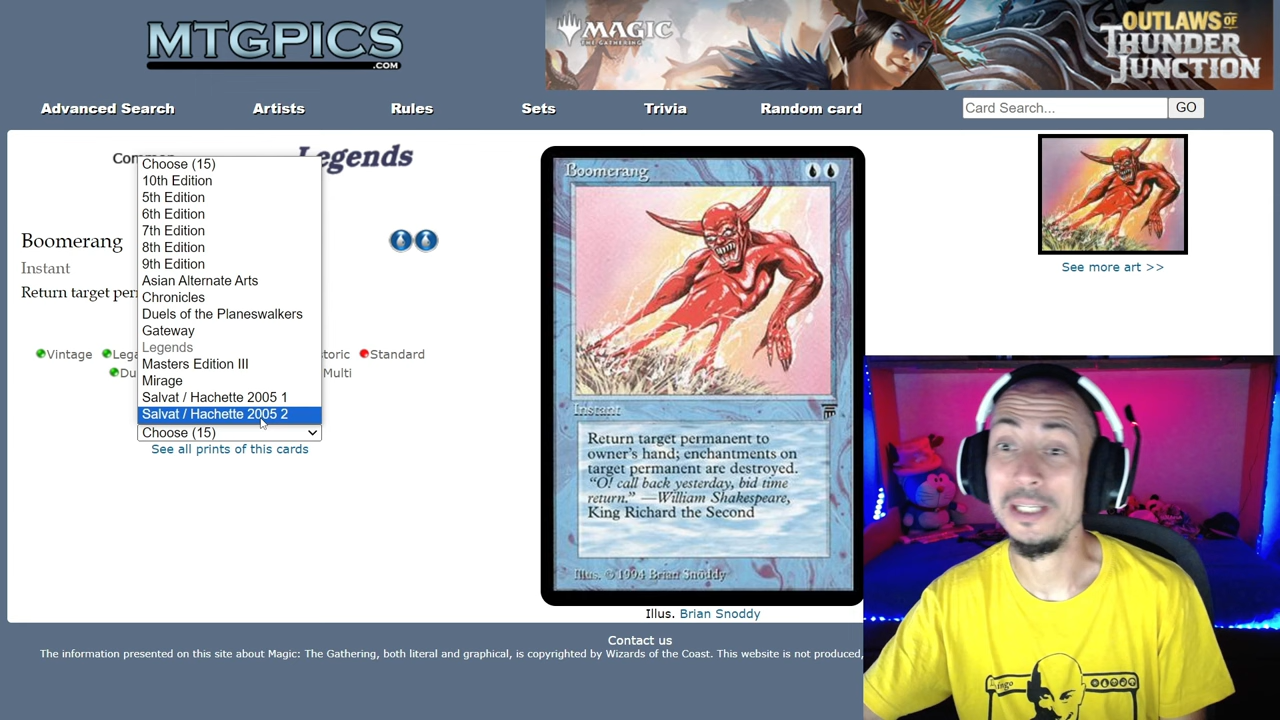 MTGPICS
.COM
MAGIC
THE GATHERING
OUTLAWS OF
THUNDER
JUNCTION
Advanced Search
Artists
Rules
Sets
Trivia
Random card
Card Search...
GO
Common
Legends
Choose (15)
10th Edition
5th Edition
6th Edition
7th Edition
8th Edition
9th Edition
Asian Alternate Arts
Chronicles
Duels of the Planeswalkers
Gateway
Legends
Masters Edition III
Mirage
Salvat / Hachette 2005 1
Salvat / Hachette 2005 2
Choose (15)
See all prints of this cards
Boomerang
Instant
Return target per
Vintage
Lega
toric
Standard
Du
Multi
Boomerang
Instant
Return target permanent to
owner's hand; enchantments on
target permanent are destroyed.
"O! call back yesterday, bid time
return." —William Shakespeare,
King Richard the Second
Illus. © 1994 Brian Snöddy
Illus. Brian Snoddy
See more art >>
Contact us
The information presented on this site about Magic: The Gathering, both literal and graphical, is copyrighted by Wizards of the Coast. This website is not produced,